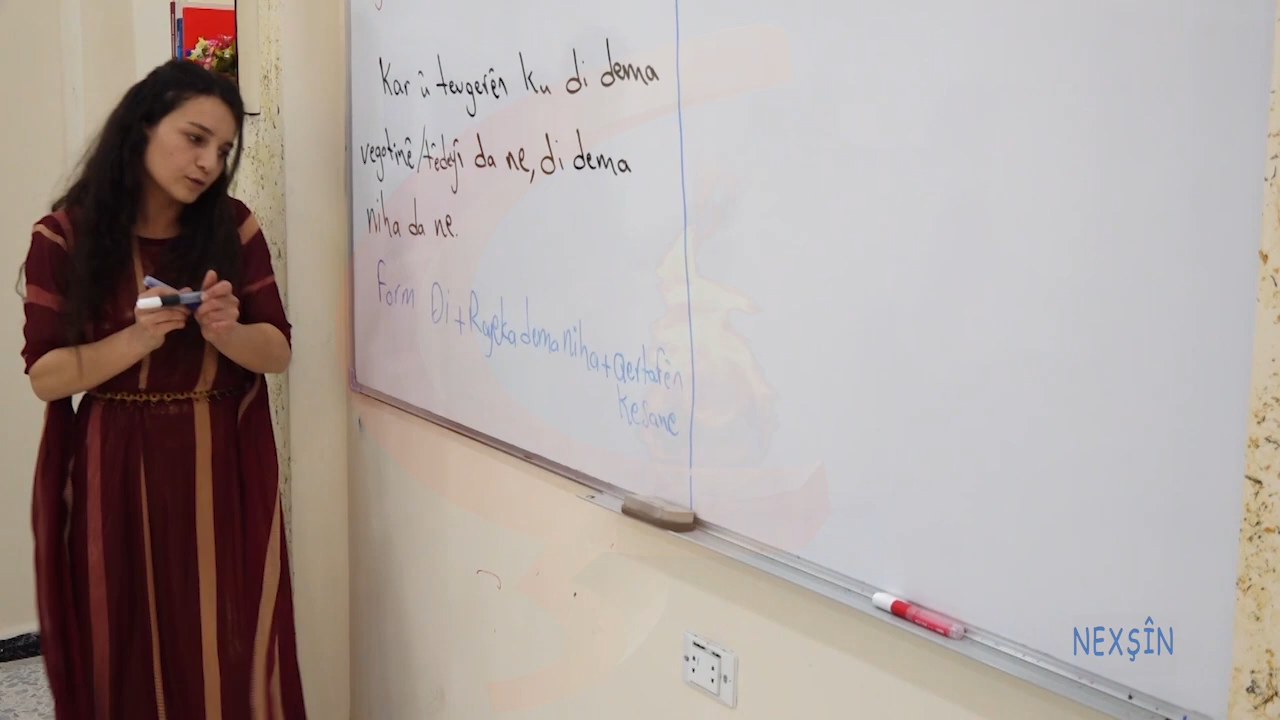 Kar û tevgerên ku di dema
vegotinê/têdeyî da ne, di dema
niha da ne.
Form Di + Rayeka dema niha + Qertafên
Kesane
NEXŞÎN